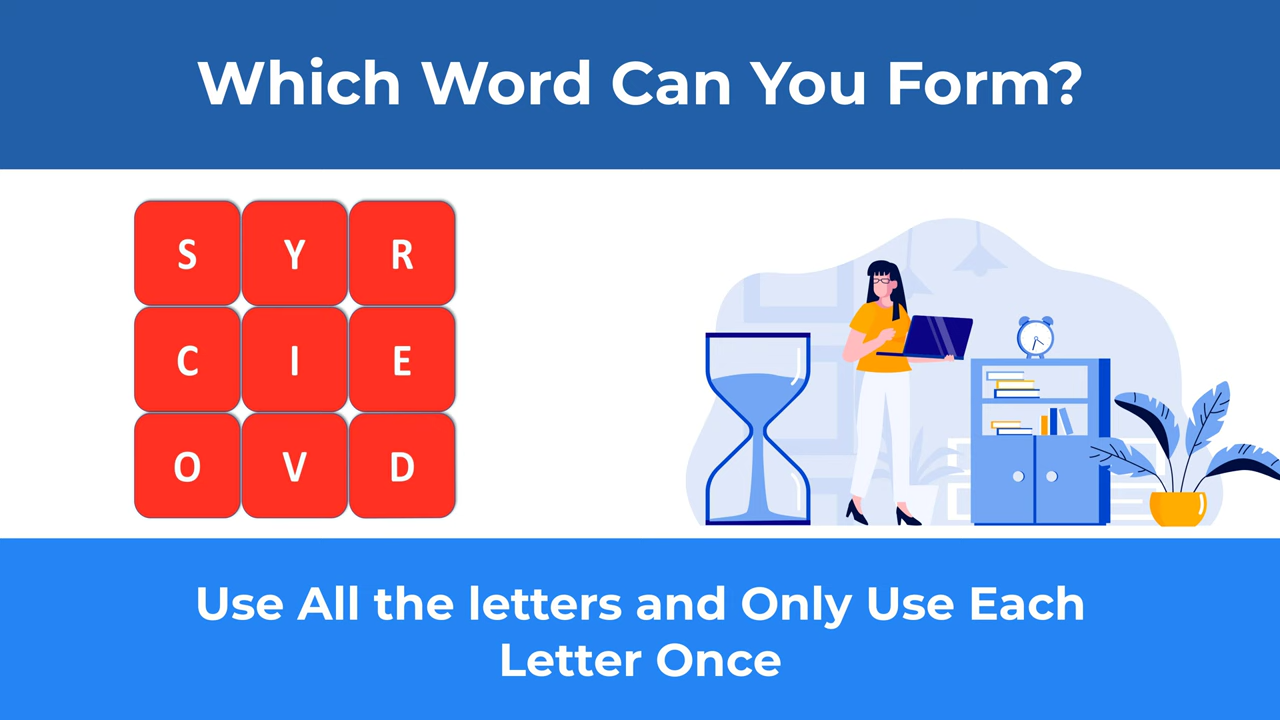 Which Word Can You Form?
S Y R
C I E
O V D
Use All the letters and Only Use Each
Letter Once